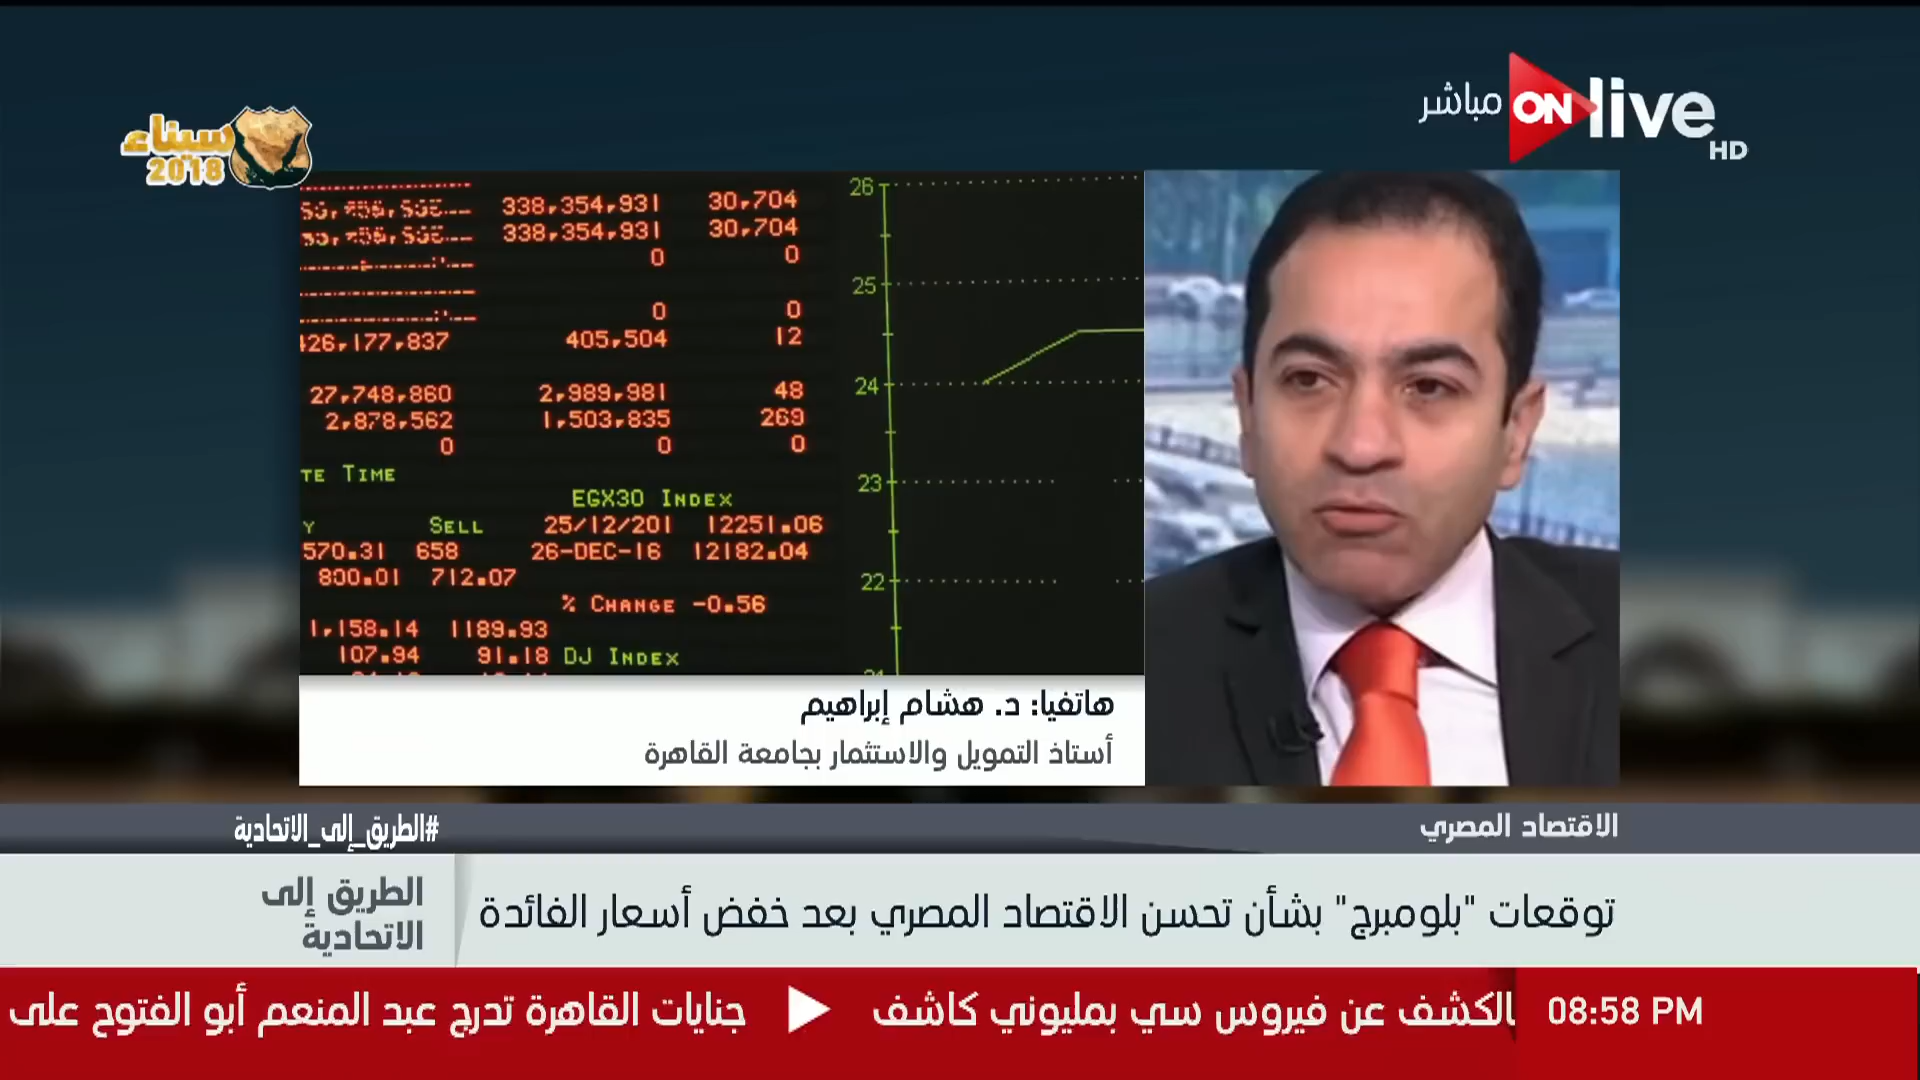 مباشر ON live HD
سيناء
2018
338,354,931 30,704
338,354,931 30,704
0 0
0 0
426,177,837 405,504 12
27,748,860 2,989,981 48
2,878,562 1,503,835 269
0 0 0
TE TIME
EGX30 INDEX
Y SELL 25/12/201 12251.06
570.31 658 26-DEC-16 12182.04
800.01 712.07
% CHANGE -0.56
1,158.14 1189.93
107.94 91.18 DJ INDEX
26
25
24
23
22
هاتفيا: د. هشام إبراهيم
أستاذ التمويل والاستثمار بجامعة القاهرة
الاقتصاد المصري
#الطريق_إلى_الاتحادية
توقعات "بلومبرج" بشأن تحسن الاقتصاد المصري بعد خفض أسعار الفائدة
الطريق إلى
الاتحادية
08:58 PM
الكشف عن فيروس سي بمليوني كاشف
جنايات القاهرة تدرج عبد المنعم أبو الفتوح على